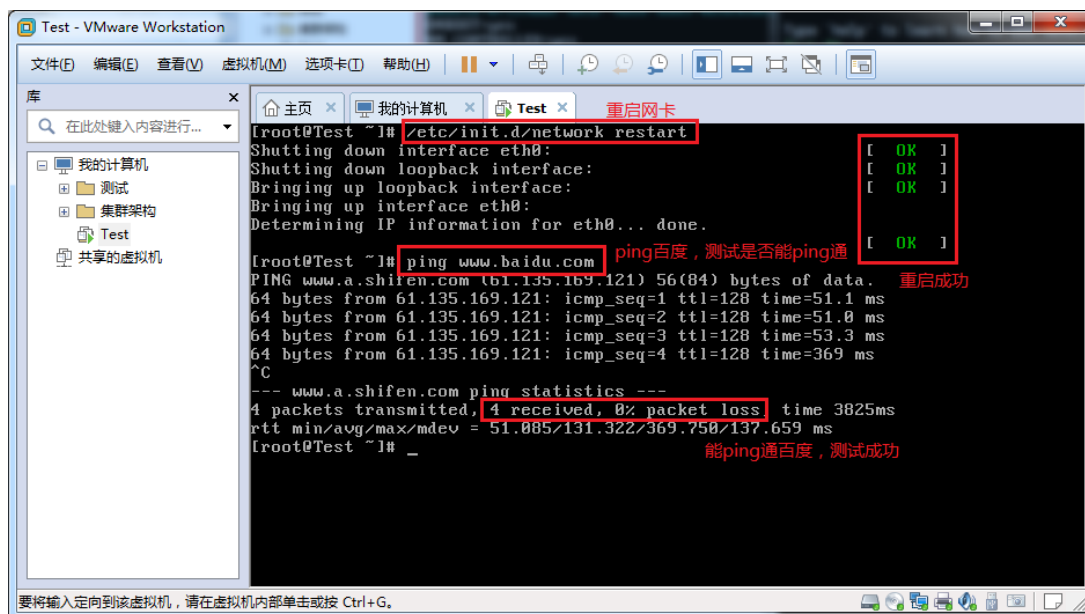 Test - VMware Workstation
文件(F) 编辑(E) 查看(V) 虚拟机(M) 选项卡(T) 帮助(H)
库
在此处键入内容进行...
我的计算机
测试
集群架构
Test
共享的虚拟机
主页 我的计算机 Test
重启网卡
[root@Test ~]# /etc/init.d/network restart
Shutting down interface eth0: [ OK ]
Shutting down loopback interface: [ OK ]
Bringing up loopback interface: [ OK ]
Bringing up interface eth0:
Determining IP information for eth0... done.
[ OK ]
ping百度，测试是否能ping通
[root@Test ~]# ping www.baidu.com
PING www.a.shifen.com (61.135.169.121) 56(84) bytes of data.
重启成功
64 bytes from 61.135.169.121: icmp_seq=1 ttl=128 time=51.1 ms
64 bytes from 61.135.169.121: icmp_seq=2 ttl=128 time=51.0 ms
64 bytes from 61.135.169.121: icmp_seq=3 ttl=128 time=53.3 ms
64 bytes from 61.135.169.121: icmp_seq=4 ttl=128 time=369 ms
^C
--- www.a.shifen.com ping statistics ---
4 packets transmitted, 4 received, 0% packet loss, time 3825ms
rtt min/avg/max/mdev = 51.085/131.322/369.750/137.659 ms
[root@Test ~]# _
能ping通百度，测试成功
要将输入定向到该虚拟机，请在虚拟机内部单击或按 Ctrl+G。